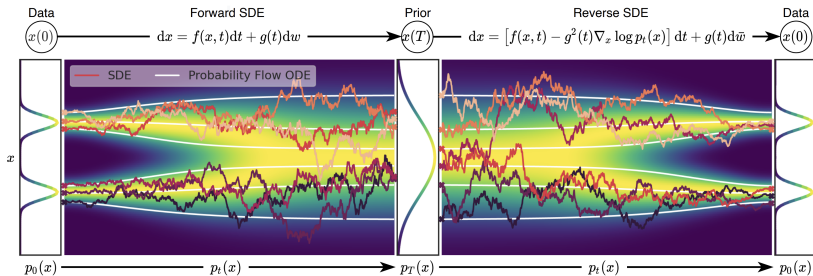 Data Forward SDE Prior Reverse SDE Data
x(0) dx = f(x, t)dt + g(t)dw x(T) dx = [f(x, t) − g²(t)∇ₓ log pₜ(x)] dt + g(t)dw̄ x(0)
SDE Probability Flow ODE
x
p₀(x) pₜ(x) p_T(x) pₜ(x) p₀(x)